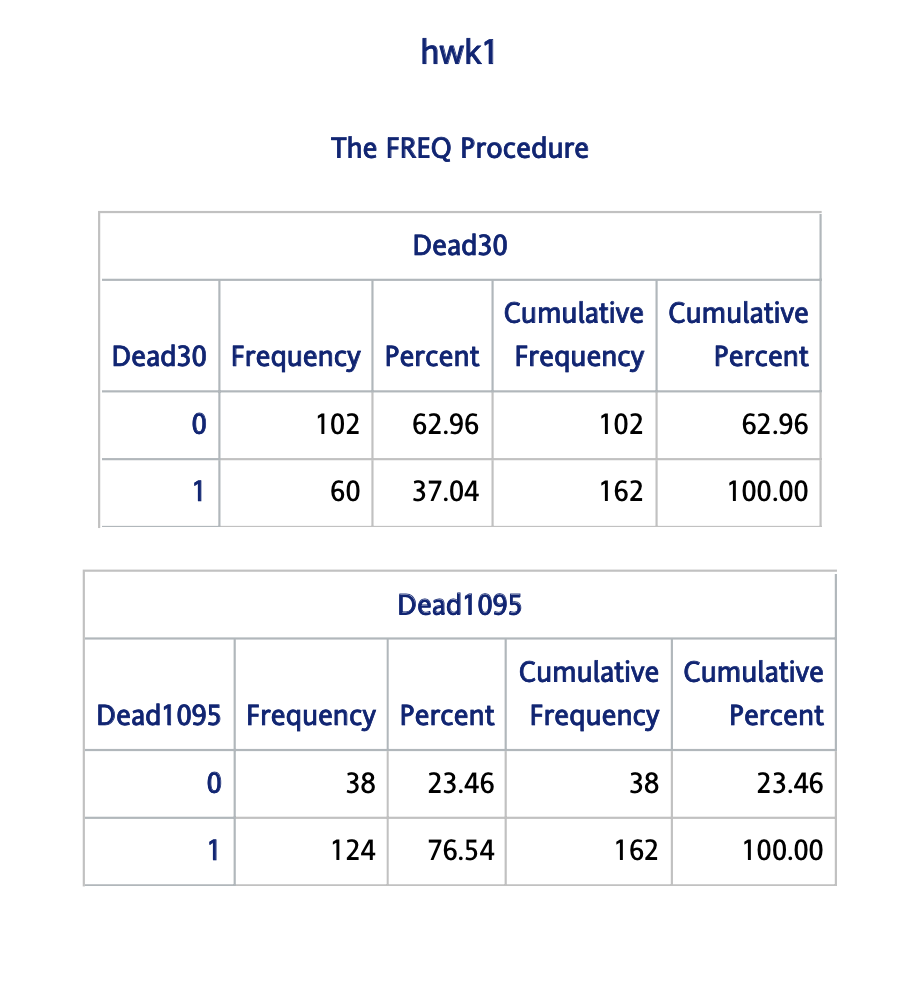 hwk1
The FREQ Procedure
Dead30
Cumulative Cumulative
Dead30 Frequency Percent Frequency Percent
0 102 62.96 102 62.96
1 60 37.04 162 100.00
Dead1095
Cumulative Cumulative
Dead1095 Frequency Percent Frequency Percent
0 38 23.46 38 23.46
1 124 76.54 162 100.00